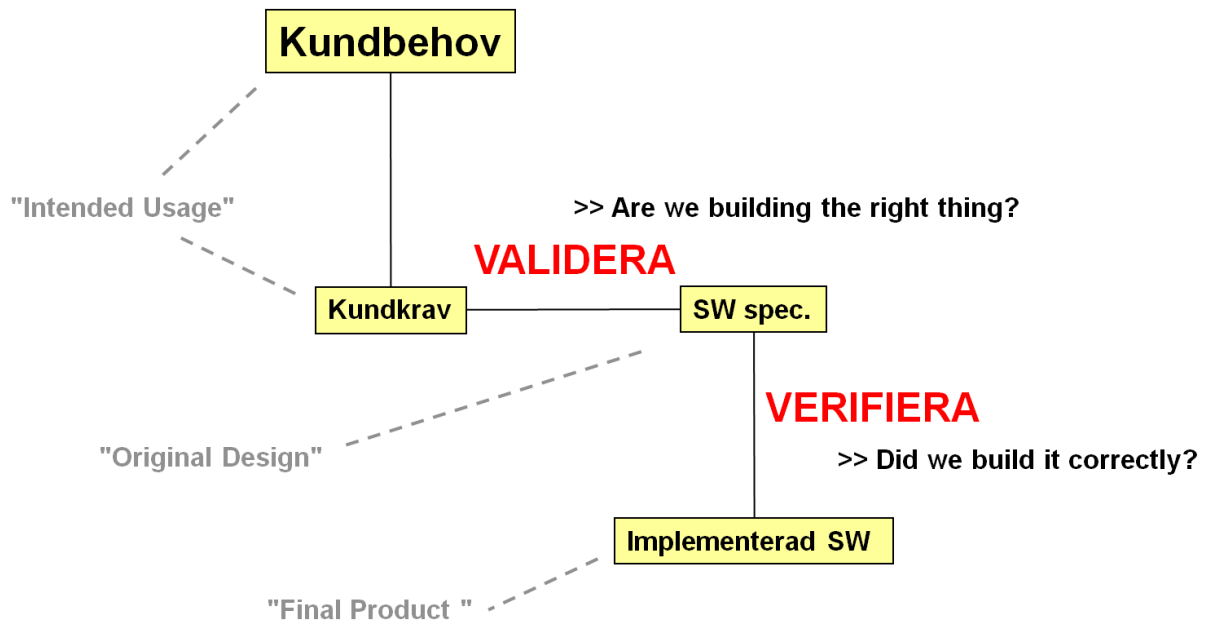 Kundbehov
"Intended Usage"
>> Are we building the right thing?
VALIDERA
Kundkrav
SW spec.
VERIFIERA
"Original Design"
>> Did we build it correctly?
Implementerad SW
"Final Product "